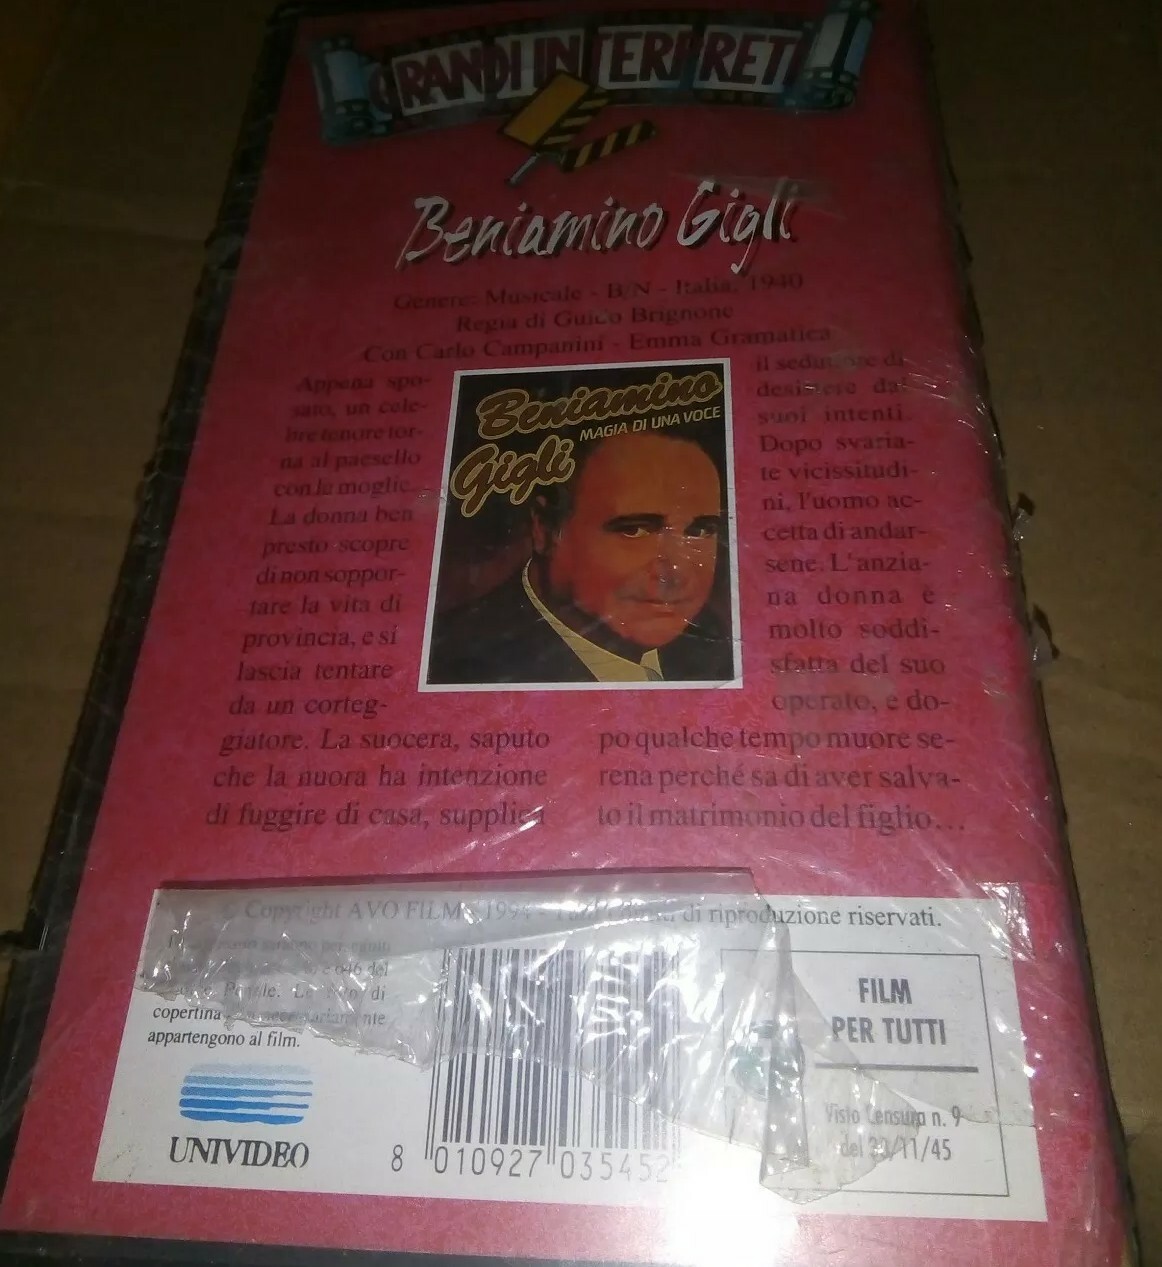 GRANDI INTERPRETI
Beniamino Gigli
Genere: Musicale - B/N - Italia, 1940
Regia di Guido Brignone
Con Carlo Campanini - Emma Gramatica
Appena spo-
sato, un cele-
bre tenore tor-
na al paesello
con la moglie.
La donna ben
presto scopre
di non soppor-
tare la vita di
provincia, e si
lascia tentare
da un corteg-
giatore. La suocera, saputo
che la nuora ha intenzione
di fuggire di casa, supplica
Beniamino
Gigli
MAGIA DI UNA VOCE
il seduttore di
desistere dai
suoi intenti.
Dopo svaria-
te vicissitudi-
ni, l'uomo ac-
cetta di andar-
sene. L'anzia-
na donna è
molto soddi-
sfatta del suo
operato, e do-
po qualche tempo muore se-
rena perché sa di aver salva-
to il matrimonio del figlio...
© Copyright AVO FILM 1994 - di riproduzione riservati.
e 646 del
di
copertina non necessariamente
appartengono al film.
UNIVIDEO
8 010927 035452
FILM
PER TUTTI
Visto Censura n. 9
del /11/45